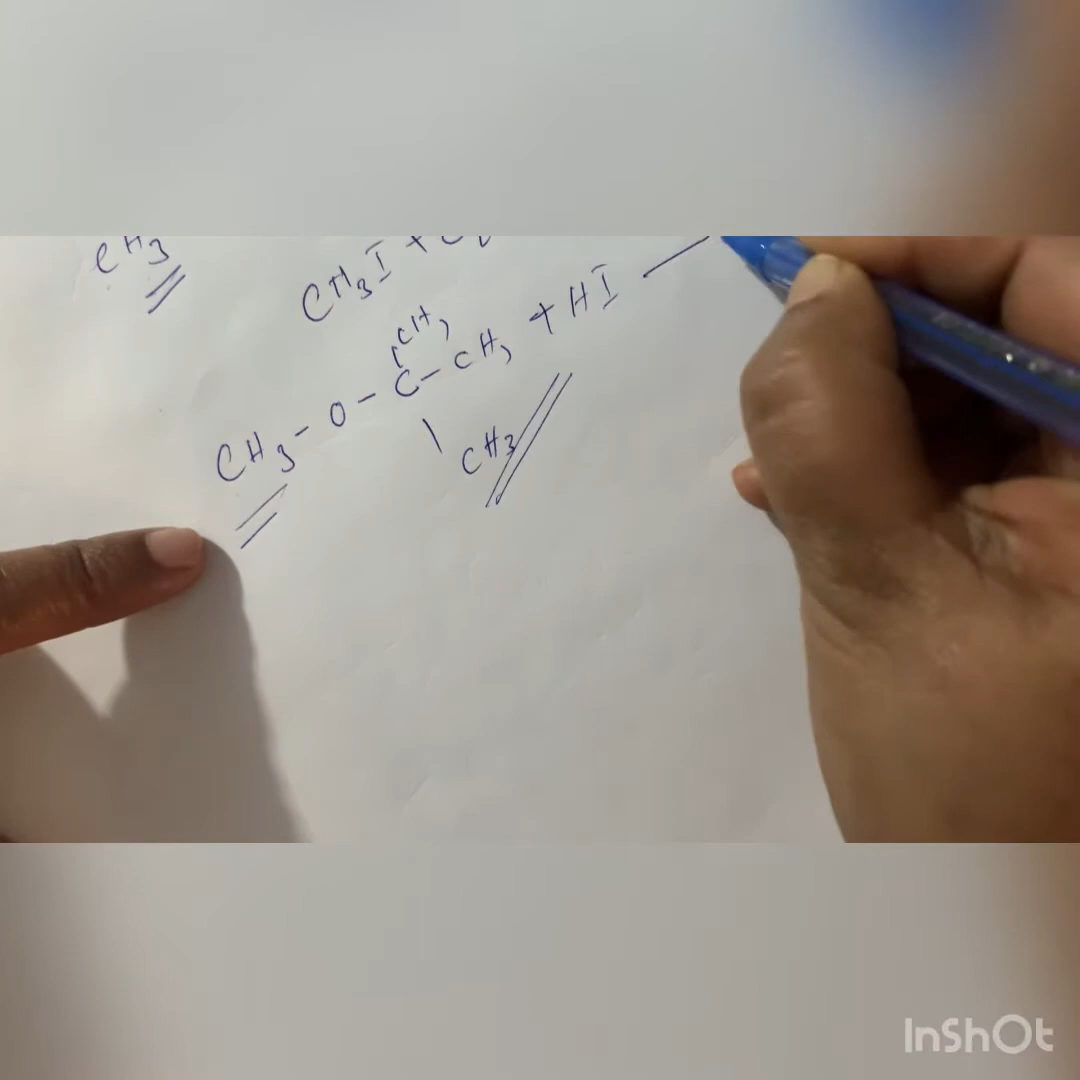 CH3
CH3I +
CH3
CH3 - O - C - CH3 + HI
CH3
InShOt